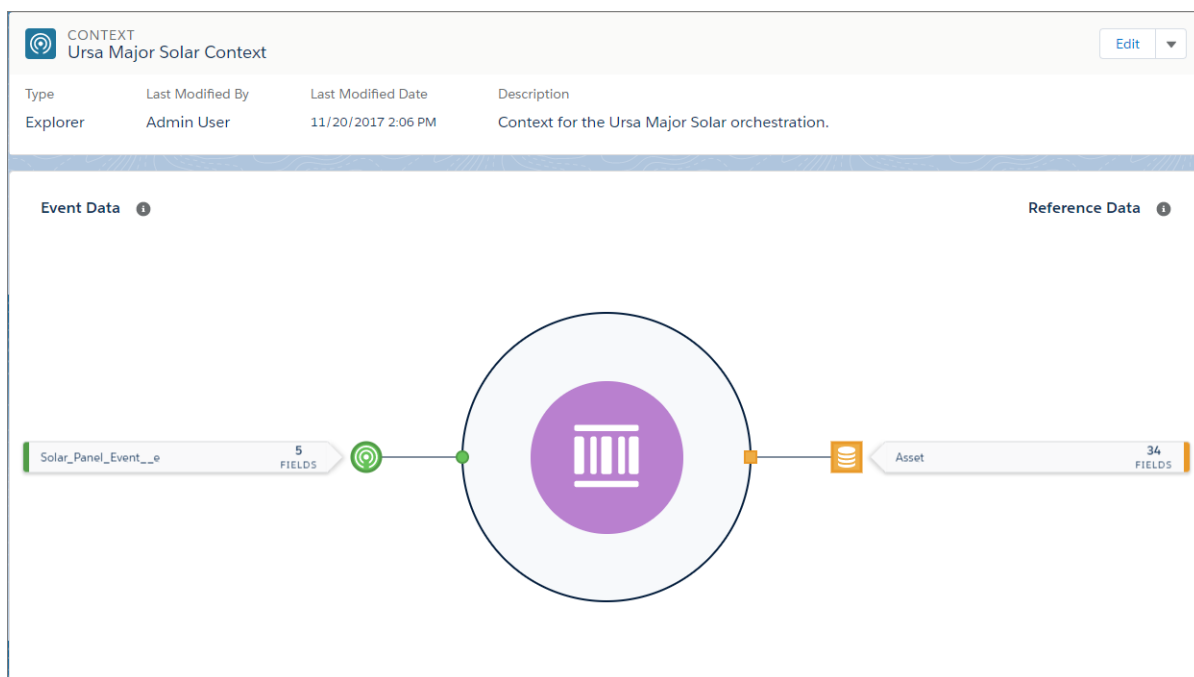 CONTEXT
Ursa Major Solar Context
Edit
Type Last Modified By Last Modified Date Description
Explorer Admin User 11/20/2017 2:06 PM Context for the Ursa Major Solar orchestration.
Event Data Reference Data
Solar_Panel_Event__e 5 FIELDS Asset 34 FIELDS